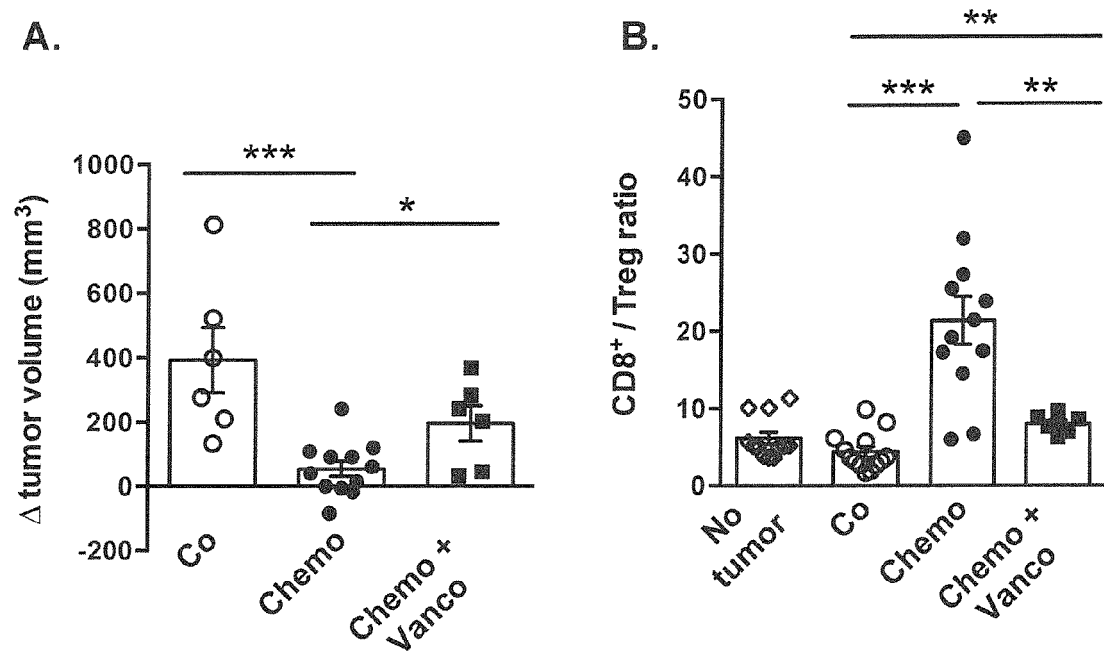 A.
***
*
1000
800
600
400
200
0
-200
Δ tumor volume (mm³)
Co
Chemo
Chemo +
Vanco
B.
**
***
**
50
40
30
20
10
0
CD8⁺ / Treg ratio
No
tumor
Co
Chemo
Chemo +
Vanco